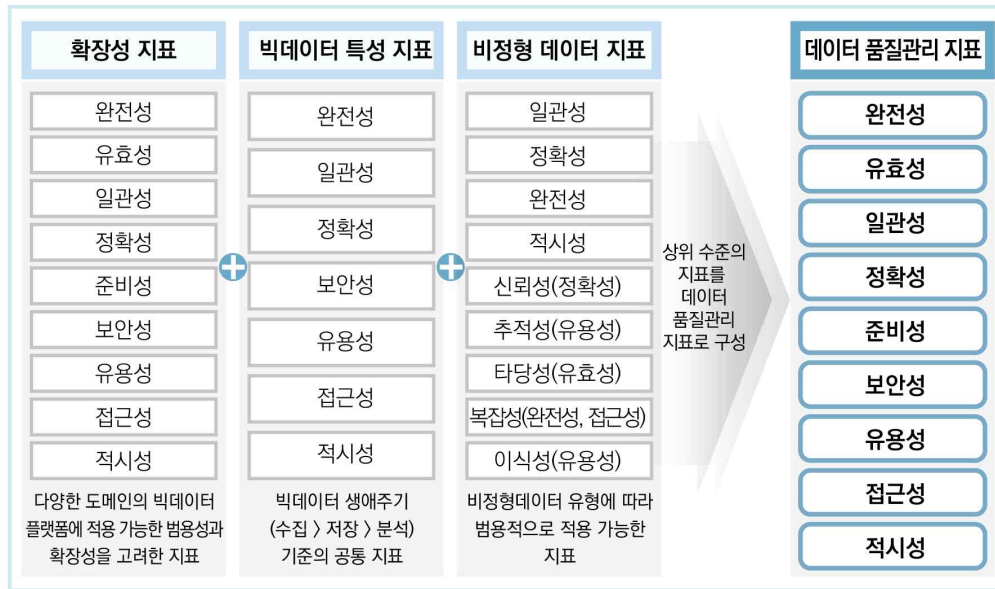 확장성 지표
완전성
유효성
일관성
정확성
준비성
보안성
유용성
접근성
적시성
다양한 도메인의 빅데이터
플랫폼에 적용 가능한 범용성과
확장성을 고려한 지표
빅데이터 특성 지표
완전성
일관성
정확성
보안성
유용성
접근성
적시성
빅데이터 생애주기
(수집 > 저장 > 분석)
기준의 공통 지표
비정형 데이터 지표
일관성
정확성
완전성
적시성
신뢰성(정확성)
추적성(유용성)
타당성(유효성)
복잡성(완전성, 접근성)
이식성(유용성)
비정형데이터 유형에 따라
범용적으로 적용 가능한
지표
상위 수준의
지표를
데이터
품질관리
지표로 구성
데이터 품질관리 지표
완전성
유효성
일관성
정확성
준비성
보안성
유용성
접근성
적시성